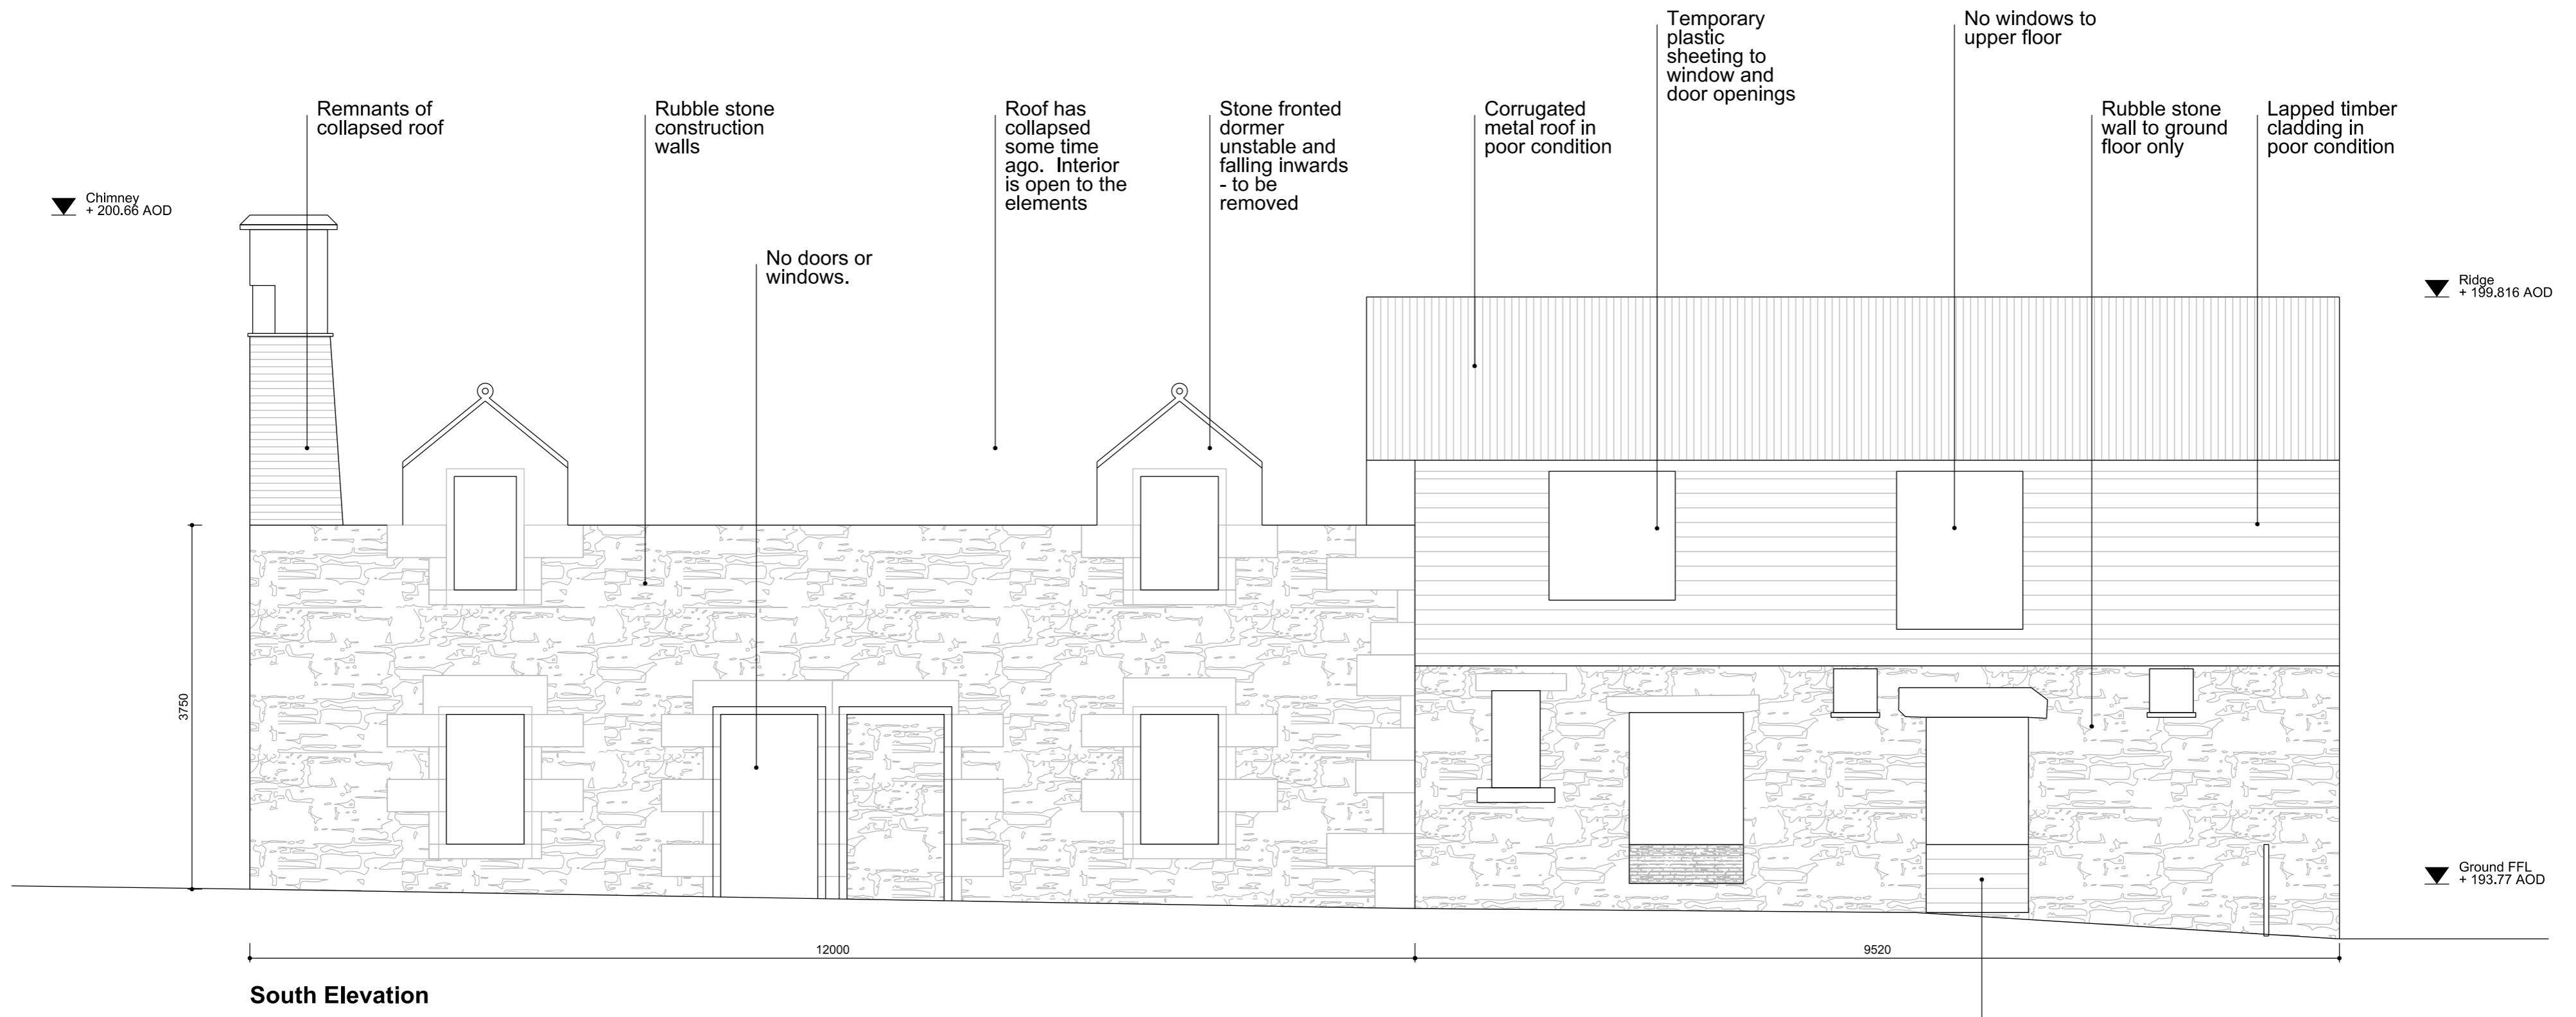 Temporary
plastic
sheeting to
window and
door openings
No windows to
upper floor
Remnants of
collapsed roof
Rubble stone
construction
walls
Roof has
collapsed
some time
ago.  Interior
is open to the
elements
Stone fronted
dormer
unstable and
falling inwards
- to be
removed
Corrugated
metal roof in
poor condition
Rubble stone
wall to ground
floor only
Lapped timber
cladding in
poor condition
Chimney
+ 200.66 AOD
No doors or
windows.
Ridge
+ 199.816 AOD
3750
Ground FFL
+ 193.77 AOD
12000
9520
South Elevation